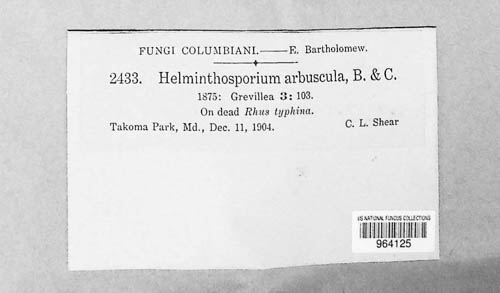 FUNGI COLUMBIANI.——E. Bartholomew.
2433. Helminthosporium arbuscula, B. & C.
1875: Grevillea 3: 103.
On dead Rhus typhina.
Takoma Park, Md., Dec. 11, 1904. C. L. Shear
US NATIONAL FUNGUS COLLECTIONS
964125